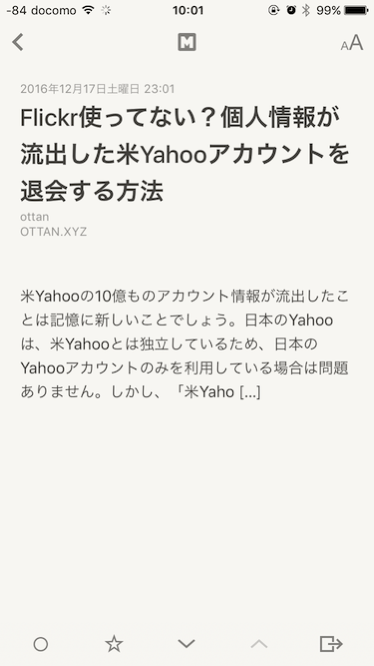 -84 docomo 10:01 99%
M
AA
2016年12月17日土曜日 23:01
Flickr使ってない？個人情報が
流出した米Yahooアカウントを
退会する方法
ottan
OTTAN.XYZ
米Yahooの10億ものアカウント情報が流出したこ
とは記憶に新しいことでしょう。日本のYahoo
は、米Yahooとは独立しているため、日本の
Yahooアカウントのみを利用している場合は問題
ありません。しかし、「米Yaho [...]